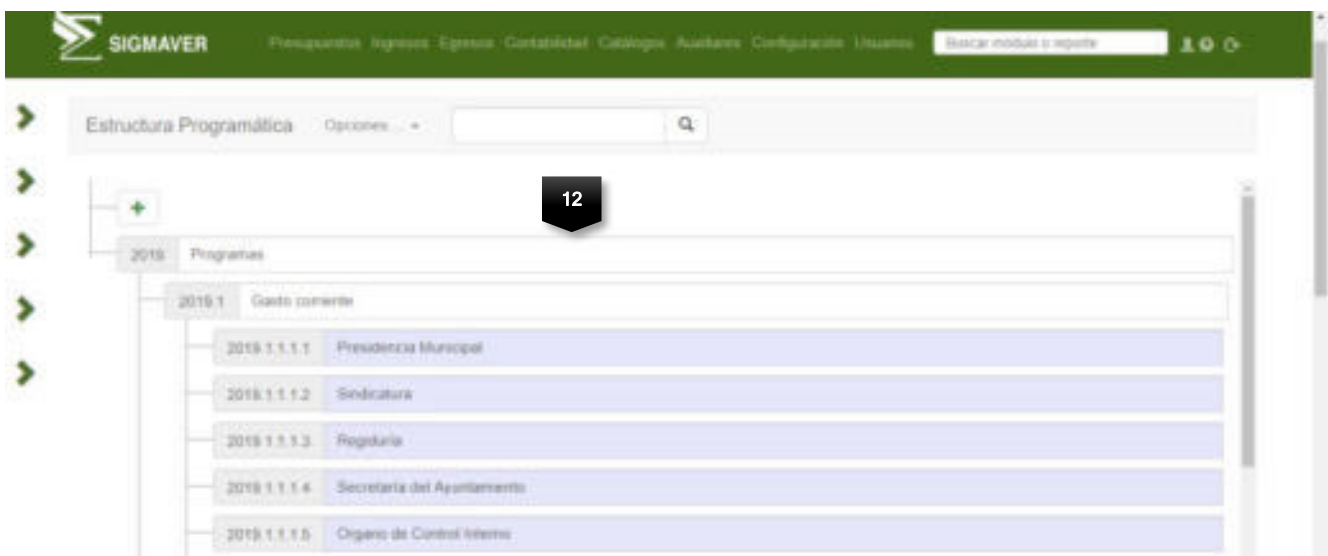 SIGMAVER Presupuestos Ingresos Egresos Contabilidad Catálogos Auxiliares Configuración Usuarios Buscar módulo o reporte
Estructura Programática Opciones...
12
2019 Programas
2019.1 Gasto corriente
2019.1.1.1.1 Presidencia Municipal
2019.1.1.1.2 Sindicatura
2019.1.1.1.3 Regiduría
2019.1.1.1.4 Secretaría del Ayuntamiento
2019.1.1.1.5 Organo de Control Interno